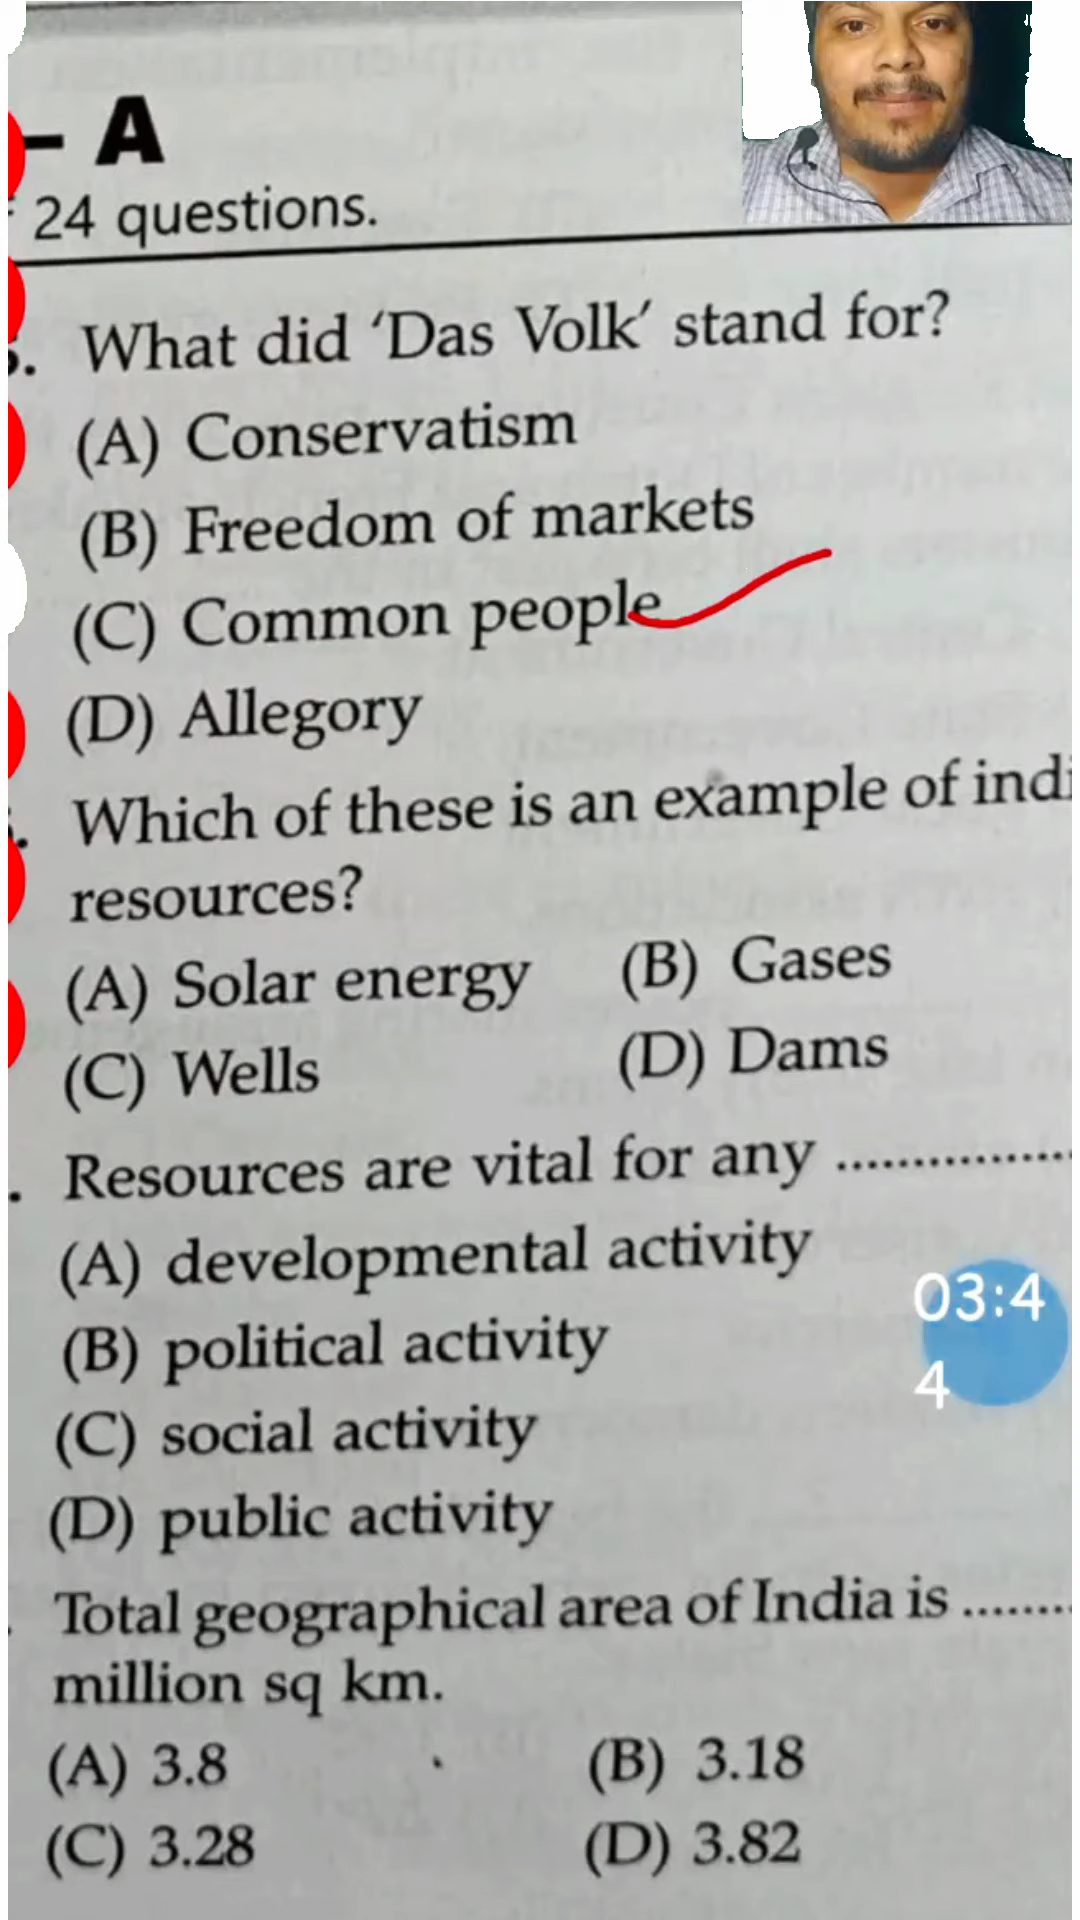 – A
24 questions.
. What did ‘Das Volk’ stand for?
(A) Conservatism
(B) Freedom of markets
(C) Common people
(D) Allegory
. Which of these is an example of indi
resources?
(A) Solar energy (B) Gases
(C) Wells (D) Dams
. Resources are vital for any ...............
(A) developmental activity
(B) political activity
03:4
4
(C) social activity
(D) public activity
Total geographical area of India is .......
million sq km.
(A) 3.8 (B) 3.18
(C) 3.28 (D) 3.82